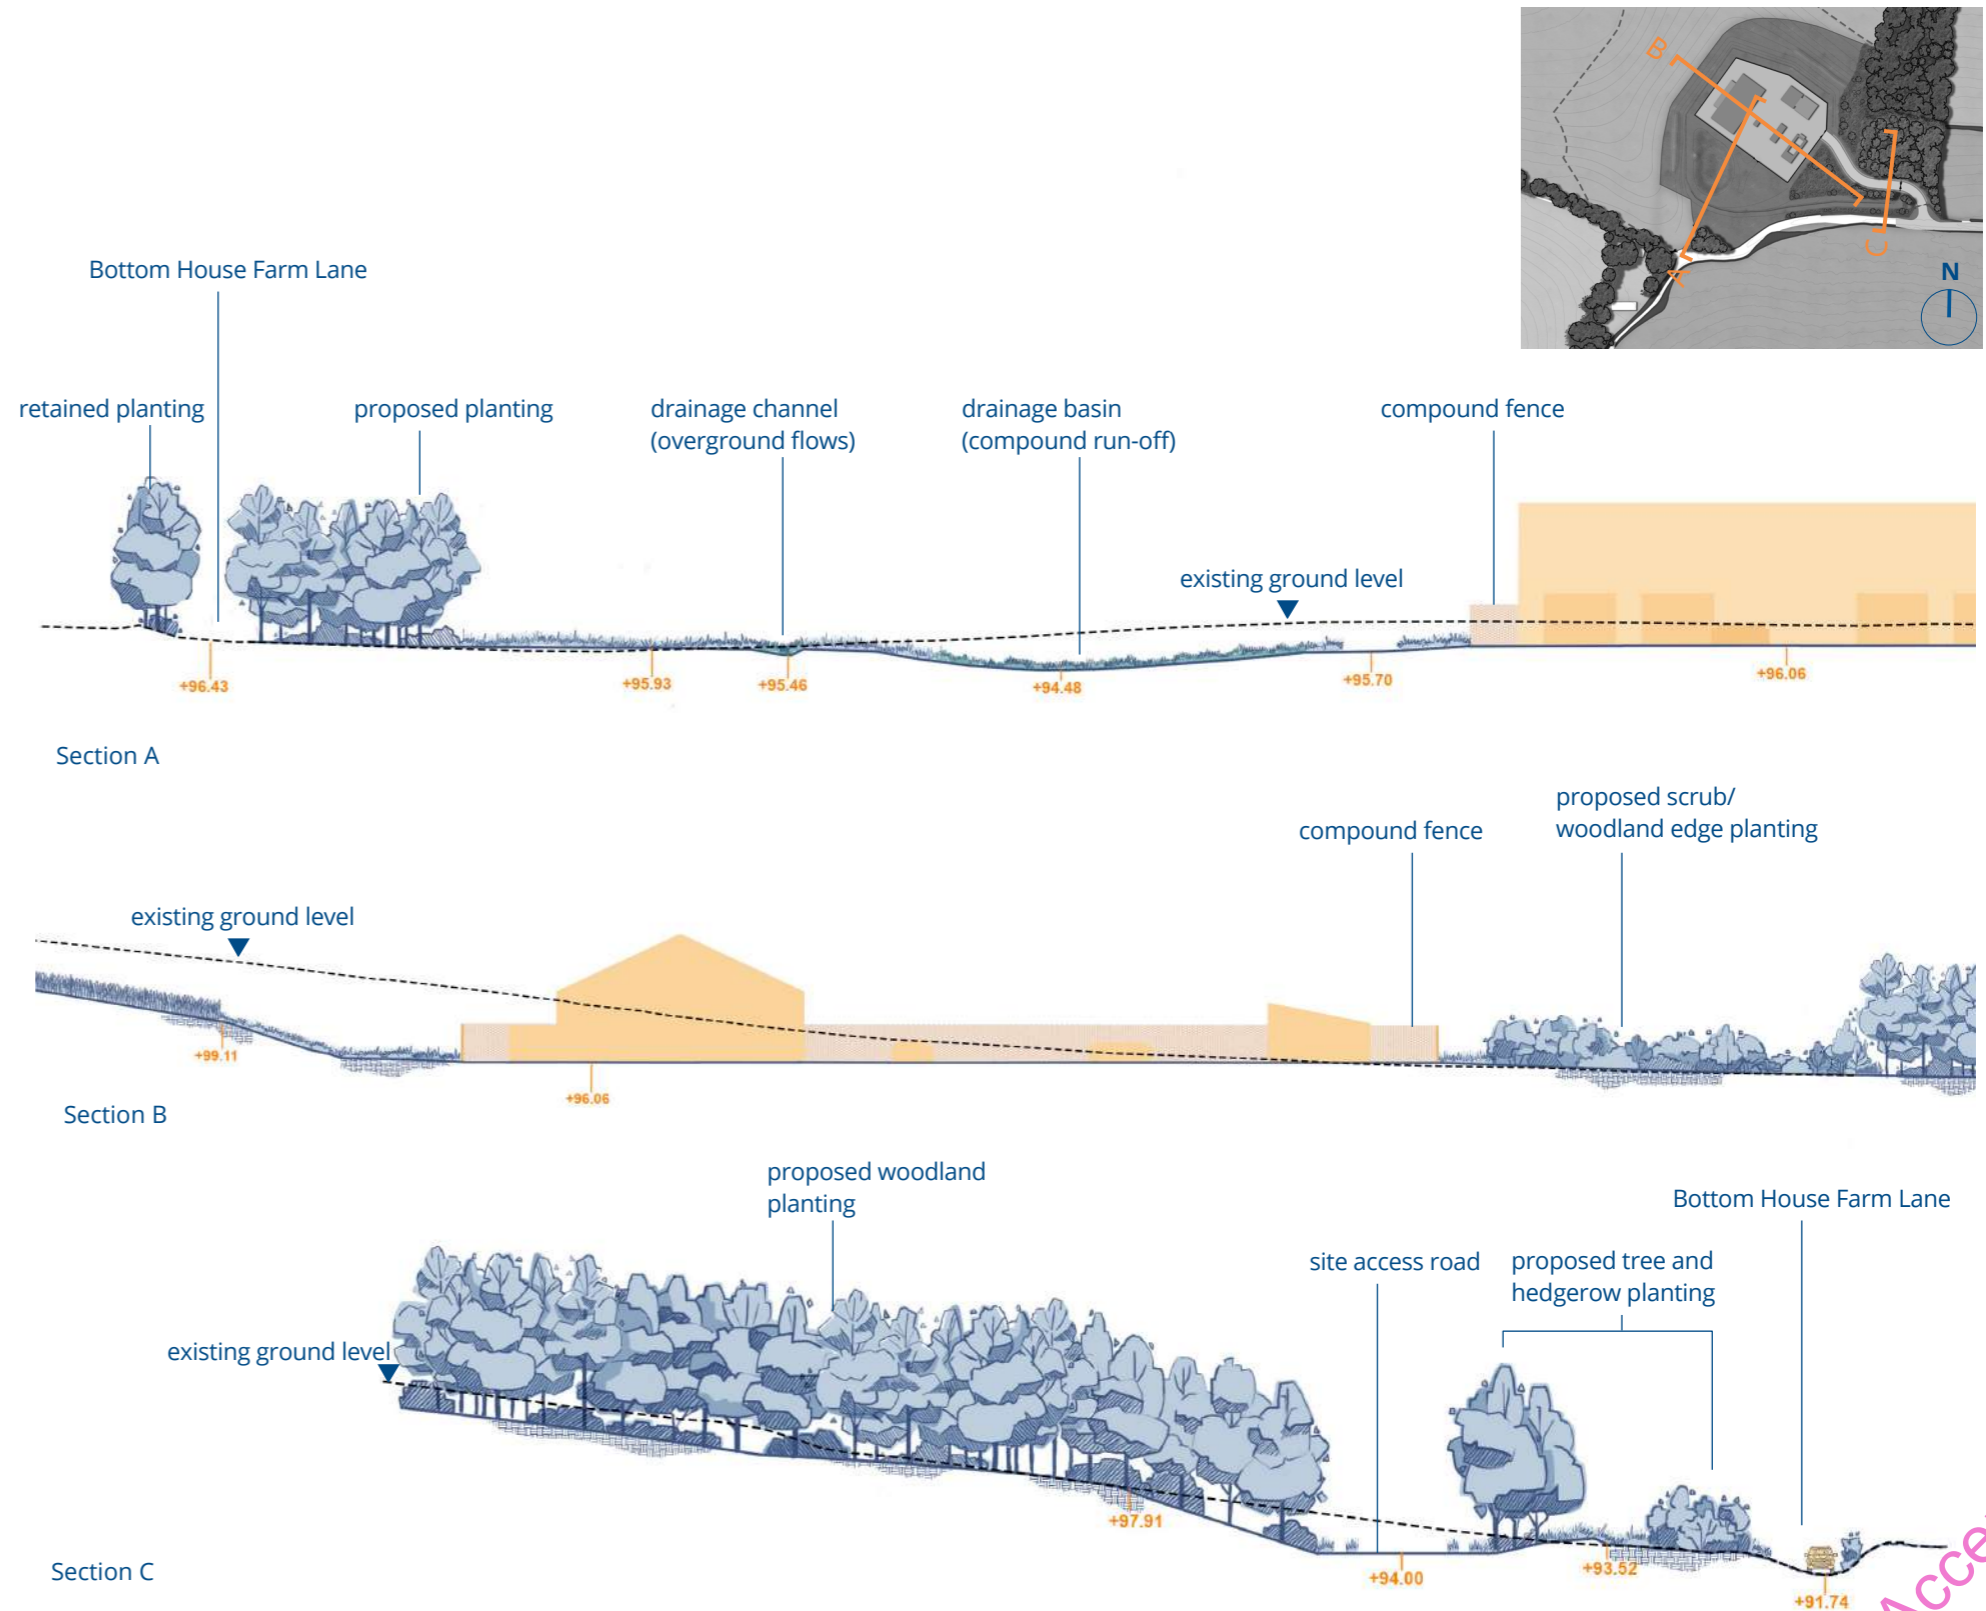 B
C
A
N
Bottom House Farm Lane
retained planting
proposed planting
drainage channel
(overground flows)
drainage basin
(compound run-off)
compound fence
existing ground level
+96.43
+95.93
+95.46
+94.48
+95.70
+96.06
Section A
proposed scrub/
woodland edge planting
compound fence
existing ground level
+99.11
+96.06
Section B
proposed woodland
planting
Bottom House Farm Lane
site access road
proposed tree and
hedgerow planting
existing ground level
+97.91
+94.00
+93.52
+91.74
Section C